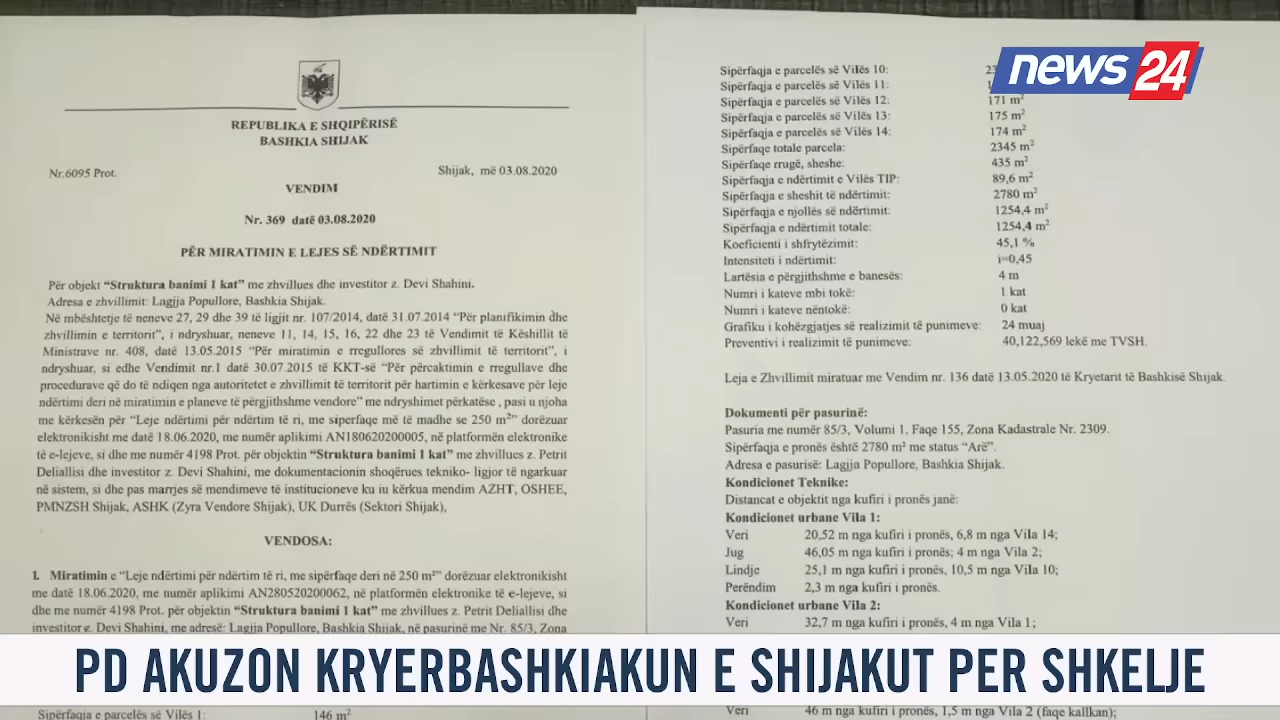 REPUBLIKA E SHQIPËRISË
BASHKIA SHIJAK
Nr.6095 Prot.
Shijak, më 03.08.2020
VENDIM
Nr. 369 datë 03.08.2020
PËR MIRATIMIN E LEJES SË NDËRTIMIT
Për objekt “Struktura banimi 1 kat” me zhvillues dhe investitor z. Devi Shahini.
Adresa e zhvillimit: Lagjja Popullore, Bashkia Shijak.
Në mbështetje të neneve 27, 29 dhe 39 të ligjit nr. 107/2014, datë 31.07.2014 “Për planifikimin dhe
zhvillimin e territorit”, i ndryshuar, neneve 11, 14, 15, 16, 22 dhe 23 të Vendimit të Këshillit të
Ministrave nr. 408, datë 13.05.2015 “Për miratimin e rregullores së zhvillimit të territorit”, i
ndryshuar, si edhe Vendimit nr.1 datë 30.07.2015 të KKT-së “Për përcaktimin e rregullave dhe
procedurave që do të ndiqen nga autoritetet e zhvillimit të territorit për hartimin e kërkesave për leje
ndërtimi deri në miratimin e planeve të përgjithshme vendore” me ndryshimet përkatëse , pasi u njoha
me kërkesën për “Leje ndërtimi për ndërtim të ri, me siperfaqe më të madhe se 250 m²” dorëzuar
elektronikisht me datë 18.06.2020, me numër aplikimi AN180620200005, në platformën elektronike
të e-lejeve, si dhe me numër 4198 Prot. për objektin “Struktura banimi 1 kat” me zhvillues z. Petrit
Deliallisi dhe investitor z. Devi Shahini, me dokumentacionin shoqërues tekniko- ligjor të ngarkuar
në sistem, si dhe pas marrjes së mendimeve të institucioneve ku iu kërkua mendim AZHT, OSHEE,
PMNZSH Shijak, ASHK (Zyra Vendore Shijak), UK Durrës (Sektori Shijak),
VENDOSA:
1. Miratimin e “Leje ndërtimi për ndërtim të ri, me sipërfaqe deri në 250 m²” dorëzuar elektronikisht
me datë 18.06.2020, me numër aplikimi AN280520200062, në platformën elektronike të e-lejeve, si
dhe me numër 4198 Prot. për objektin “Struktura banimi 1 kat” me zhvillues z. Petrit Deliallisi dhe
investitor z. Devi Shahini, me adresë: Lagjja Popullore, Bashkia Shijak, në pasurinë me Nr. 85/3, Zona
Sipërfaqja e parcelës së Vilës 1: 146 m²
Sipërfaqja e parcelës së Vilës 10: 23
Sipërfaqja e parcelës së Vilës 11: 1
Sipërfaqja e parcelës së Vilës 12: 171 m²
Sipërfaqja e parcelës së Vilës 13: 175 m²
Sipërfaqja e parcelës së Vilës 14: 174 m²
Sipërfaqe totale parcela: 2345 m²
Sipërfaqe rrugë, sheshe: 435 m²
Sipërfaqja e ndërtimit e Vilës TIP: 89,6 m²
Sipërfaqja e sheshit të ndërtimit: 2780 m²
Sipërfaqja e njollës së ndërtimit: 1254,4 m²
Sipërfaqja e ndërtimit totale: 1254,4 m²
Koeficienti i shfrytëzimit: 45,1 %
Intensiteti i ndërtimit: i=0,45
Lartësia e përgjithshme e banesës: 4 m
Numri i kateve mbi tokë: 1 kat
Numri i kateve nëntokë: 0 kat
Grafiku i kohëzgjatjes së realizimit të punimeve: 24 muaj
Preventivi i realizimit të punimeve: 40,122,569 lekë me TVSH.
Leja e Zhvillimit miratuar me Vendim nr. 136 datë 13.05.2020 të Kryetarit të Bashkisë Shijak.
Dokumenti për pasurinë:
Pasuria me numër 85/3, Volumi 1, Faqe 155, Zona Kadastrale Nr. 2309.
Sipërfaqja e pronës është 2780 m² me status “Arë”.
Adresa e pasurisë: Lagjja Popullore, Bashkia Shijak.
Kondicionet Teknike:
Distancat e objektit nga kufiri i pronës janë:
Kondicionet urbane Vila 1:
Veri 20,52 m nga kufiri i pronës, 6,8 m nga Vila 14;
Jug 46,05 m nga kufiri i pronës; 4 m nga Vila 2;
Lindje 25,1 m nga kufiri i pronës, 10,5 m nga Vila 10;
Perëndim 2,3 m nga kufiri i pronës.
Kondicionet urbane Vila 2:
Veri 32,7 m nga kufiri i pronës, 4 m nga Vila 1;
Veri 46 m nga kufiri i pronës, 1,5 m nga Vila 2 (faqe kallkan);
news 24
PD AKUZON KRYERBASHKIAKUN E SHIJAKUT PER SHKELJE